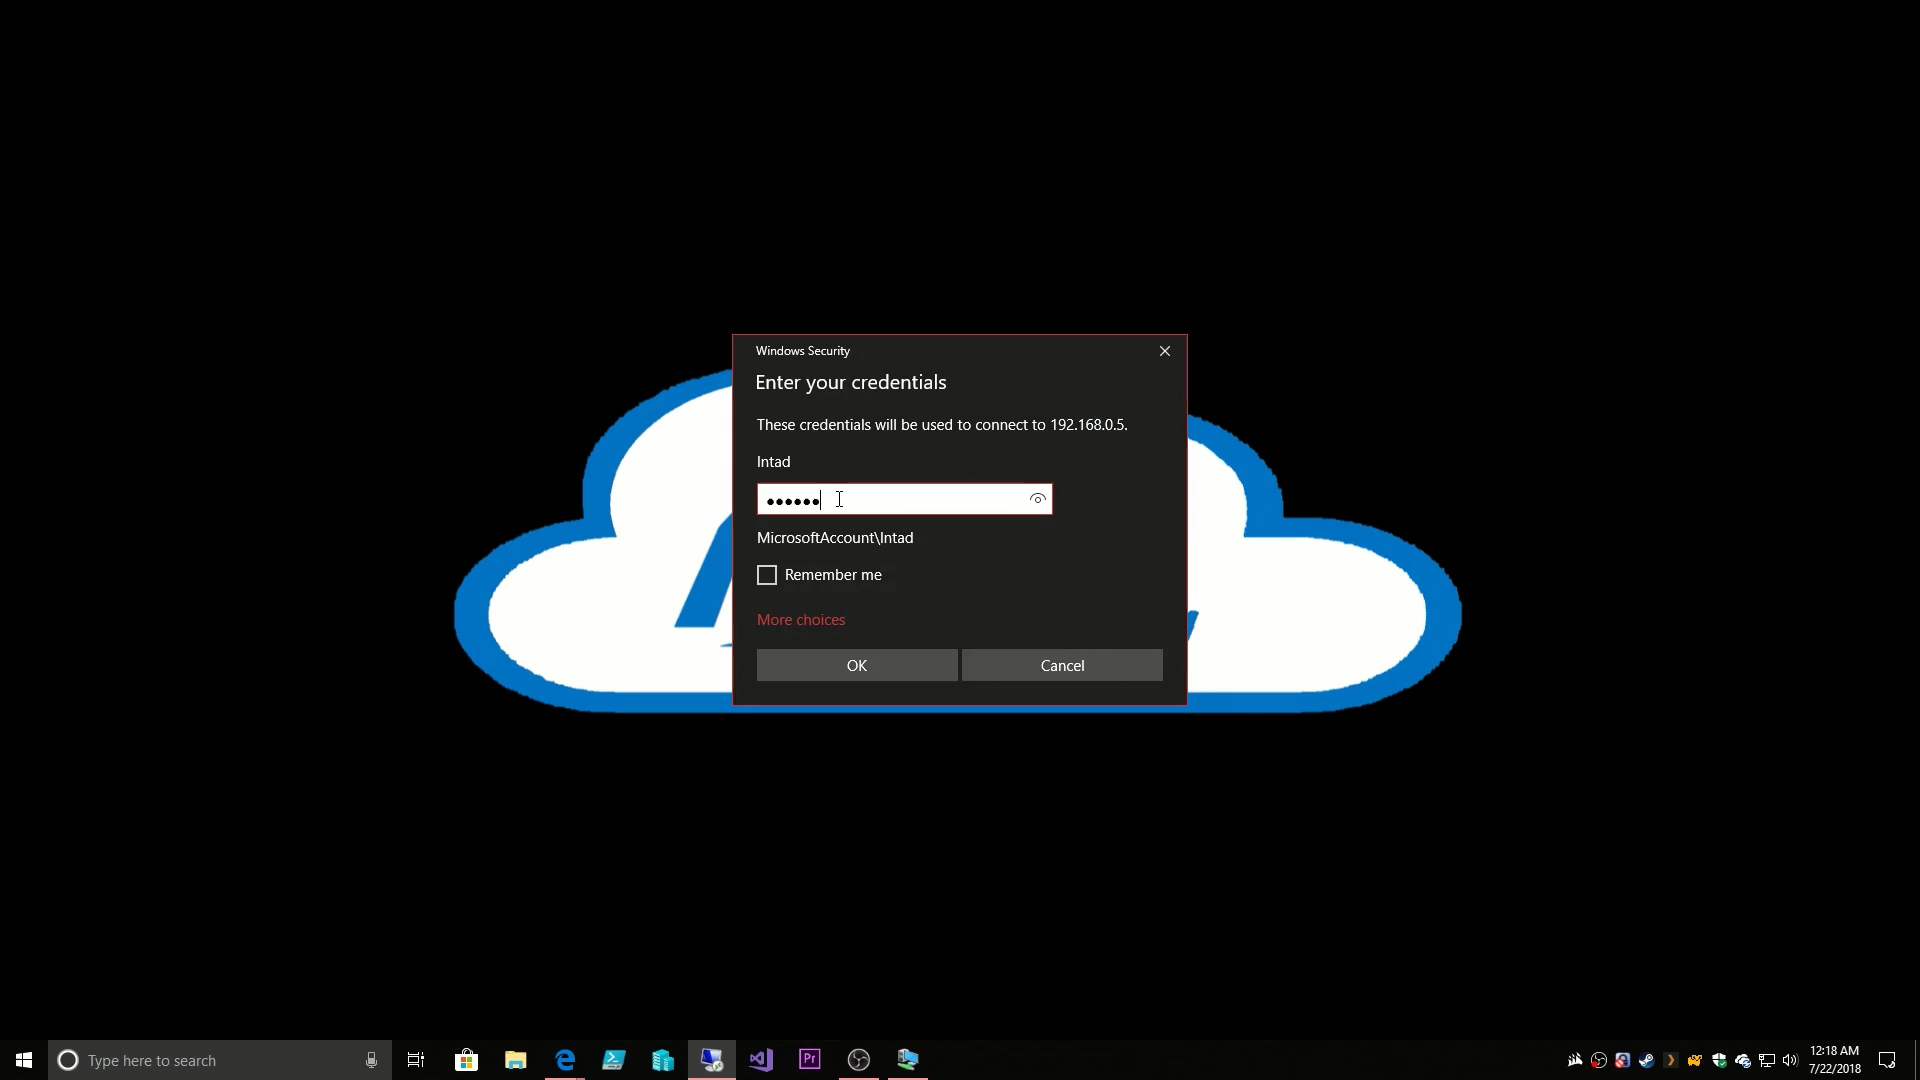 Windows Security
Enter your credentials
These credentials will be used to connect to 192.168.0.5.
Intad
••••••
MicrosoftAccount\Intad
Remember me
More choices
OK
Cancel
Type here to search
Pr
12:18 AM
7/22/2018